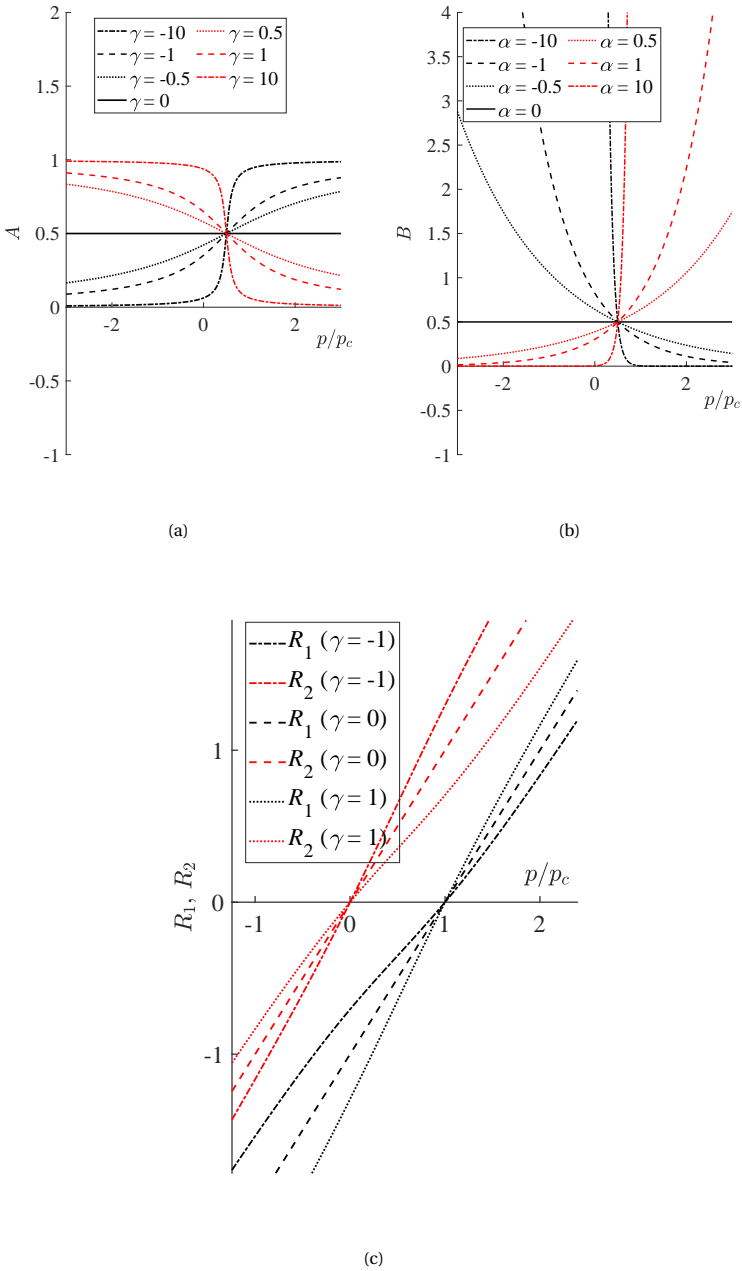 2
1.5
1
0.5
0
-0.5
-1
A
-2
0
2
p/p_c
γ = -10
γ = -1
γ = -0.5
γ = 0
γ = 0.5
γ = 1
γ = 10
(a)
4
3.5
3
2.5
2
1.5
1
0.5
0
-0.5
-1
B
-2
0
2
p/p_c
α = -10
α = -1
α = -0.5
α = 0
α = 0.5
α = 1
α = 10
(b)
R_1 (γ = -1)
R_2 (γ = -1)
R_1 (γ = 0)
R_2 (γ = 0)
R_1 (γ = 1)
R_2 (γ = 1)
1
0
-1
R_1, R_2
-1
0
1
2
p/p_c
(c)